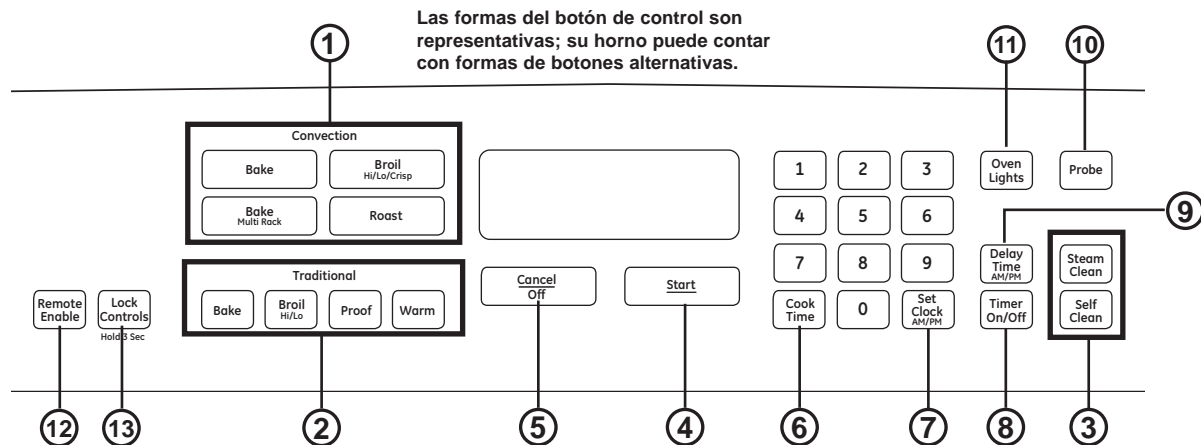 Las formas del botón de control son
representativas; su horno puede contar
con formas de botones alternativas.
1
11
10
Convection
Bake
Broil
Hi/Lo/Crisp
Bake
Multi Rack
Roast
1
2
3
4
5
6
7
8
9
0
Oven
Lights
Probe
9
Delay
Time
AM/PM
Steam
Clean
Traditional
Bake
Broil
Hi/Lo
Proof
Warm
Cancel
Off
Start
Remote
Enable
Lock
Controls
Hold 3 Sec
Cook
Time
Set
Clock
AM/PM
Timer
On/Off
Self
Clean
12
13
2
5
4
6
7
8
3